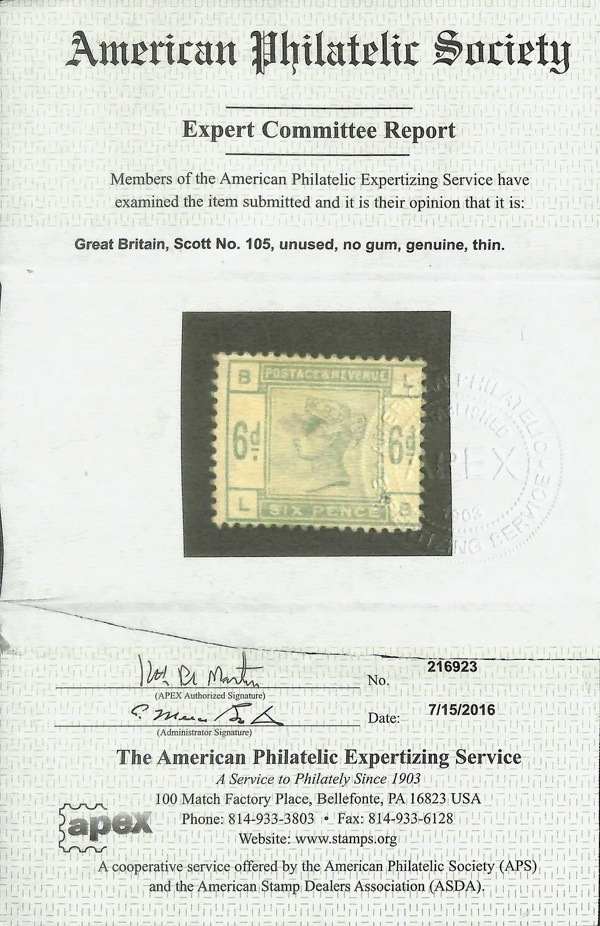 American Philatelic Society
Expert Committee Report
Members of the American Philatelic Expertizing Service have
examined the item submitted and it is their opinion that it is:
Great Britain, Scott No. 105, unused, no gum, genuine, thin.
B POSTAGE & REVENUE L
6d. 6d.
L SIX PENCE B
APEX
1903
No. 216923
(APEX Authorized Signature)
Date: 7/15/2016
(Administrator Signature)
The American Philatelic Expertizing Service
A Service to Philately Since 1903
100 Match Factory Place, Bellefonte, PA 16823 USA
Phone: 814-933-3803 • Fax: 814-933-6128
Website: www.stamps.org
apex
A cooperative service offered by the American Philatelic Society (APS)
and the American Stamp Dealers Association (ASDA).